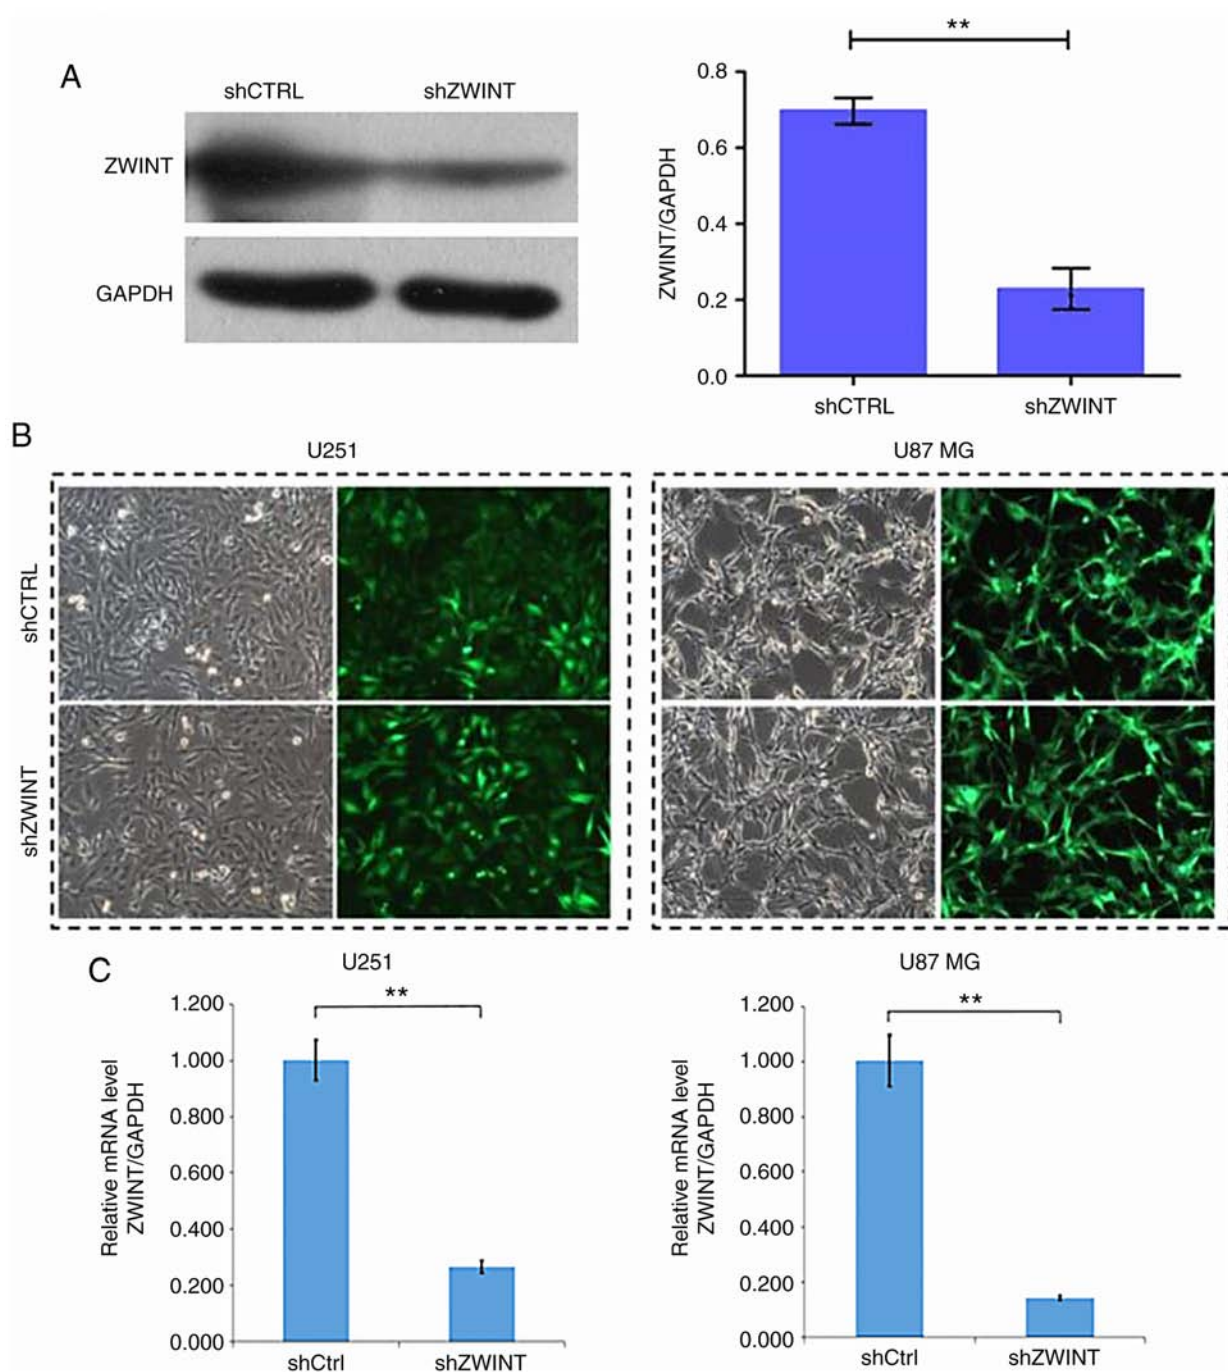 A
shCTRL shZWINT
ZWINT
GAPDH
**
ZWINT/GAPDH
0.8
0.6
0.4
0.2
0.0
shCTRL shZWINT
B
U251 U87 MG
shCTRL
shZWINT
C
U251
**
Relative mRNA level
ZWINT/GAPDH
1.200
1.000
0.800
0.600
0.400
0.200
0.000
shCtrl shZWINT
U87 MG
**
Relative mRNA level
ZWINT/GAPDH
1.200
1.000
0.800
0.600
0.400
0.200
0.000
shCtrl shZWINT